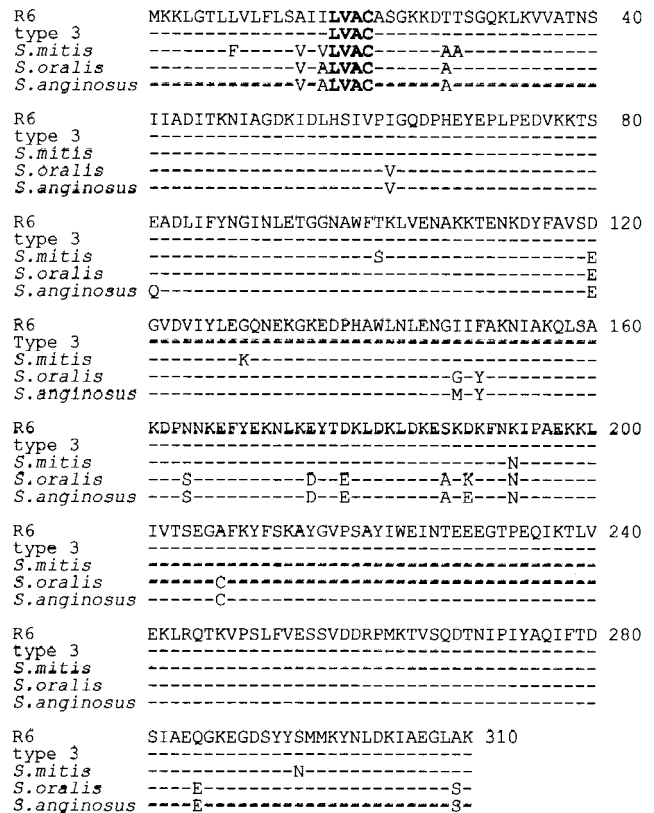 R6 MKKLGTLLVLFLSAIILVACASGKKDTTSGQKLKVVATNS 40
type 3 ----------------LVAC--------------------
S.mitis -------F-----V-VLVAC------AA------------
S.oralis -------------V-ALVAC------A-------------
S.anginosus -------------V-ALVAC------A-------------
R6 IIADITKNIAGDKIDLHSIVPIGQDPHEYEPLPEDVKKTS 80
type 3 ----------------------------------------
S.mitis ----------------------------------------
S.oralis ---------------------V------------------
S.anginosus ---------------------V------------------
R6 EADLIFYNGINLETGGNAWFTKLVENAKKTENKDYFAVSD 120
type 3 ----------------------------------------
S.mitis --------------------S------------------E
S.oralis ---------------------------------------E
S.anginosus Q--------------------------------------E
R6 GVDVIYLEGQNEKGKEDPHAWLNLENGIIFAKNIAKQLSA 160
Type 3 ----------------------------------------
S.mitis --------K-------------------------------
S.oralis ---------------------------G-Y----------
S.anginosus ---------------------------M-Y----------
R6 KDPNNKEFYEKNLKEYTDKLDKLDKESKDKFNKIPAEKKL 200
type 3 ----------------------------------------
S.mitis --------------------------------N-------
S.oralis ---S----------D--E--------A-K---N-------
S.anginosus ---S----------D--E--------A-E---N-------
R6 IVTSEGAFKYFSKAYGVPSAYIWEINTEEEGTPEQIKTLV 240
type 3 ----------------------------------------
S.mitis ----------------------------------------
S.oralis ------C---------------------------------
S.anginosus ------C---------------------------------
R6 EKLRQTKVPSLFVESSVDDRPMKTVSQDTNIPIYAQIFTD 280
type 3 ----------------------------------------
S.mitis ----------------------------------------
S.oralis ----------------------------------------
S.anginosus ----------------------------------------
R6 SIAEQGKEGDSYYSMMKYNLDKIAEGLAK 310
type 3 -----------------------------
S.mitis -------------N---------------
S.oralis ----E----------------------S-
S.anginosus ----E----------------------S-